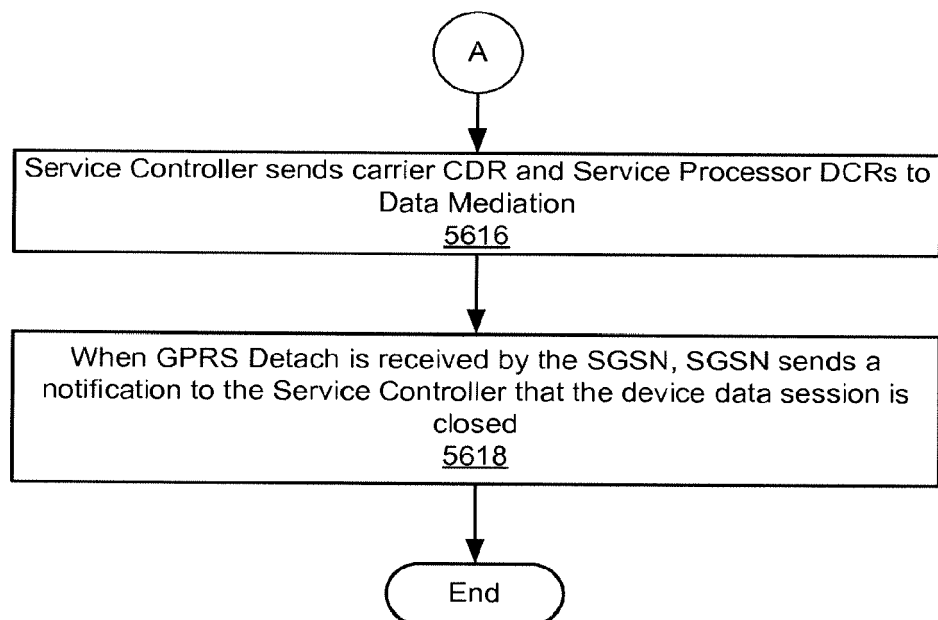 A
Service Controller sends carrier CDR and Service Processor DCRs to
Data Mediation
5616
When GPRS Detach is received by the SGSN, SGSN sends a
notification to the Service Controller that the device data session is
closed
5618
End